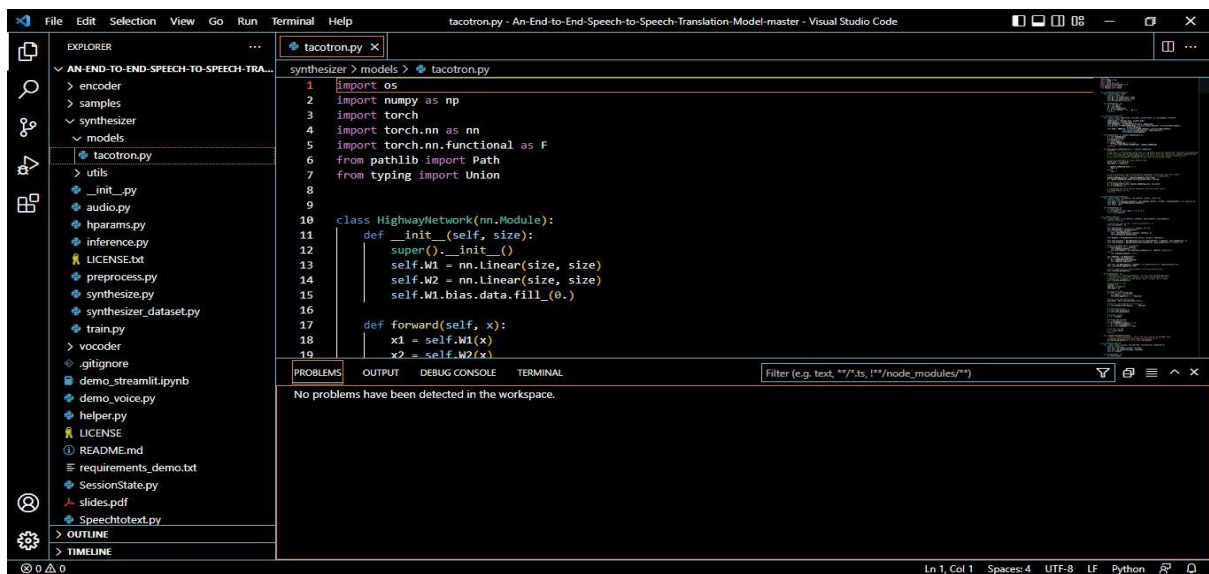 File Edit Selection View Go Run Terminal Help
tacotron.py - An-End-to-End-Speech-to-Speech-Translation-Model-master - Visual Studio Code
EXPLORER
AN-END-TO-END-SPEECH-TO-SPEECH-TRA...
encoder
samples
synthesizer
models
tacotron.py
utils
__init__.py
audio.py
hparams.py
inference.py
LICENSE.txt
preprocess.py
synthesize.py
synthesizer_dataset.py
train.py
vocoder
.gitignore
demo_streamlit.ipynb
demo_voice.py
helper.py
LICENSE
README.md
requirements_demo.txt
SessionState.py
slides.pdf
Speechtotext.py
OUTLINE
TIMELINE
tacotron.py
synthesizer > models > tacotron.py
1 import os
2 import numpy as np
3 import torch
4 import torch.nn as nn
5 import torch.nn.functional as F
6 from pathlib import Path
7 from typing import Union
8
9
10 class HighwayNetwork(nn.Module):
11 def __init__(self, size):
12 super().__init__()
13 self.W1 = nn.Linear(size, size)
14 self.W2 = nn.Linear(size, size)
15 self.W1.bias.data.fill_(0.)
16
17 def forward(self, x):
18 x1 = self.W1(x)
19 x2 = self.W2(x)
PROBLEMS OUTPUT DEBUG CONSOLE TERMINAL
Filter (e.g. text, **/*.ts, !**/node_modules/**)
No problems have been detected in the workspace.
0 0
Ln 1, Col 1 Spaces: 4 UTF-8 LF Python